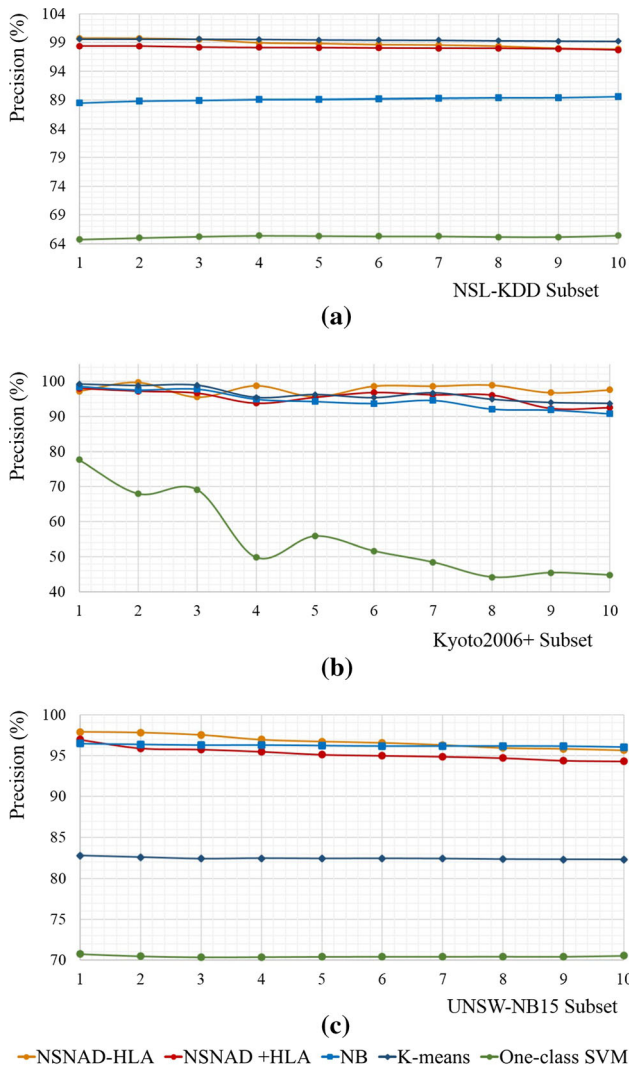 Precision (%)
104
99
94
89
84
79
74
69
64
1 2 3 4 5 6 7 8 9 10
NSL-KDD Subset
(a)
Precision (%)
100
90
80
70
60
50
40
1 2 3 4 5 6 7 8 9 10
Kyoto2006+ Subset
(b)
Precision (%)
100
95
90
85
80
75
70
1 2 3 4 5 6 7 8 9 10
UNSW-NB15 Subset
(c)
NSNAD-HLA NSNAD +HLA NB K-means One-class SVM